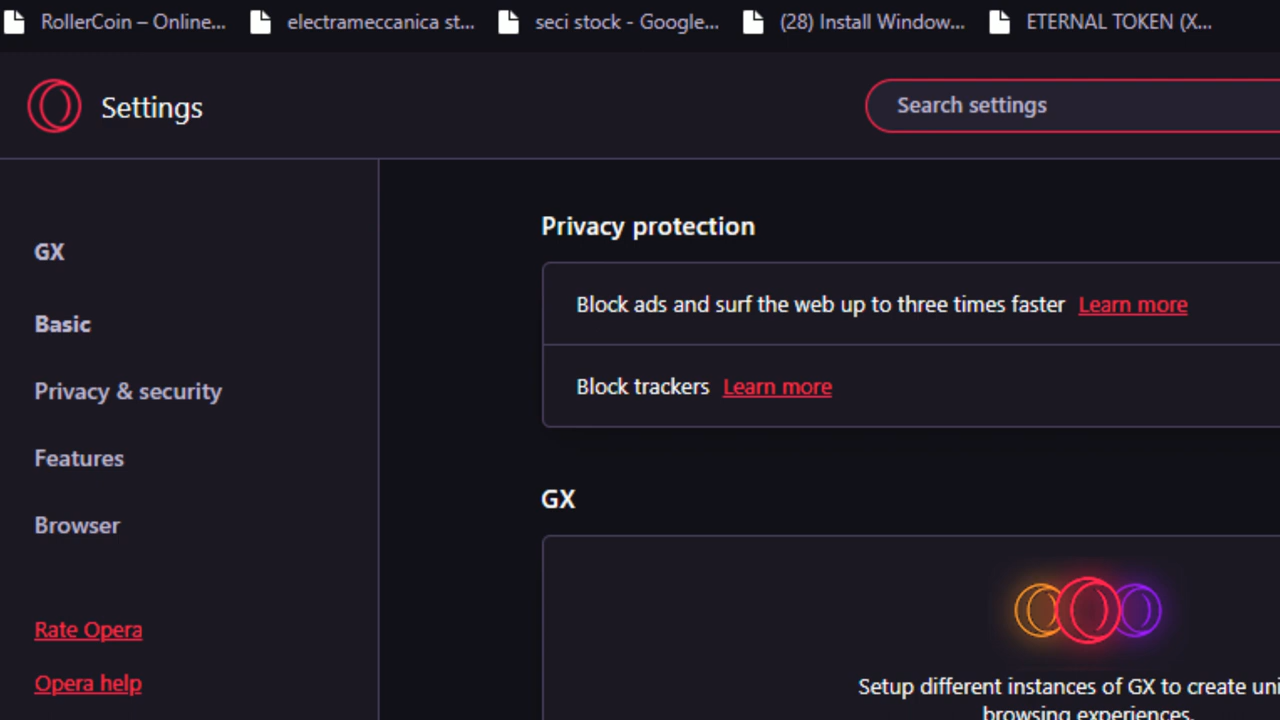 RollerCoin – Online... electrameccanica st... seci stock - Google... (28) Install Window... ETERNAL TOKEN (X...
Settings
Search settings
GX
Basic
Privacy & security
Features
Browser
Rate Opera
Opera help
Privacy protection
Block ads and surf the web up to three times faster Learn more
Block trackers Learn more
GX
Setup different instances of GX to create uni
browsing experiences.